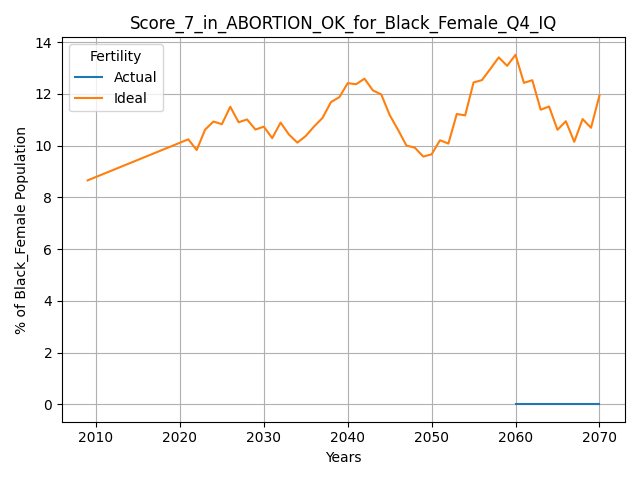 Score_7_in_ABORTION_OK_for_Black_Female_Q4_IQ
Fertility
Actual
Ideal
% of Black_Female Population
14
12
10
8
6
4
2
0
2010 2020 2030 2040 2050 2060 2070
Years